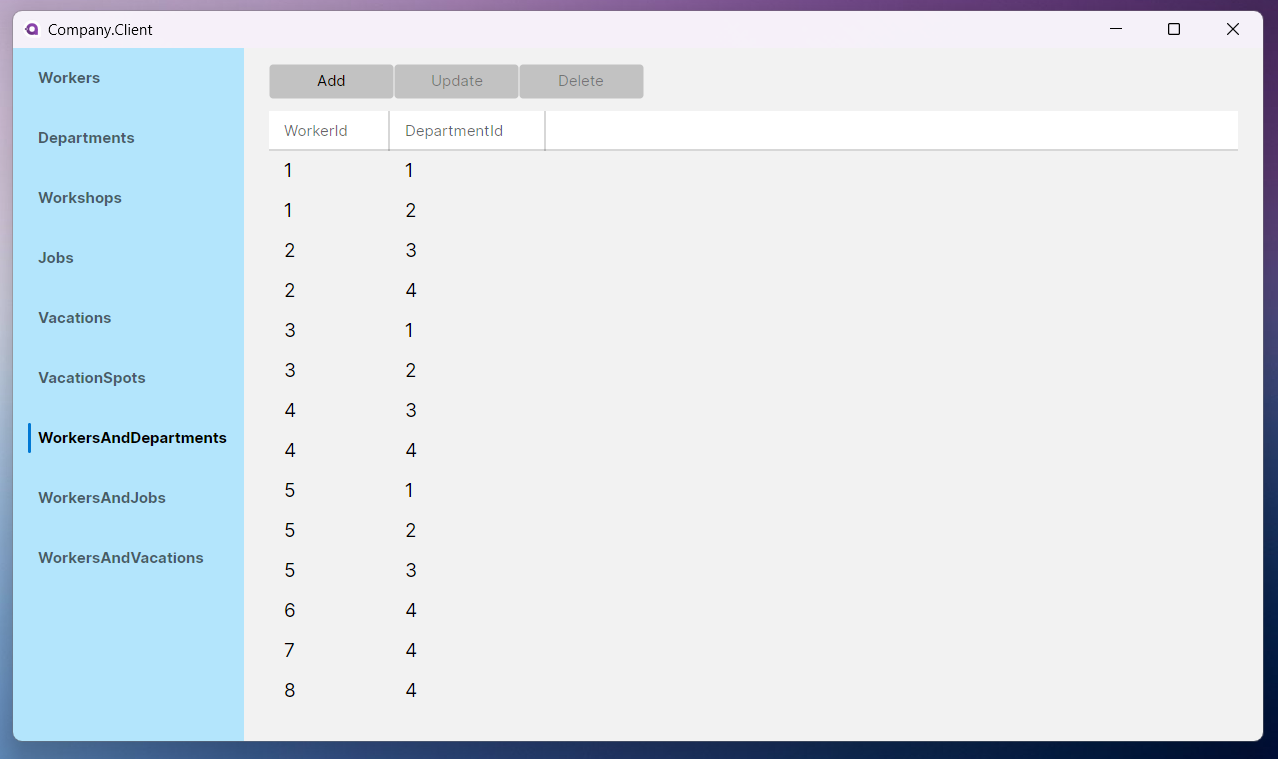 Company.Client
Workers
Departments
Workshops
Jobs
Vacations
VacationSpots
WorkersAndDepartments
WorkersAndJobs
WorkersAndVacations
Add Update Delete
WorkerId DepartmentId
1 1
1 2
2 3
2 4
3 1
3 2
4 3
4 4
5 1
5 2
5 3
6 4
7 4
8 4